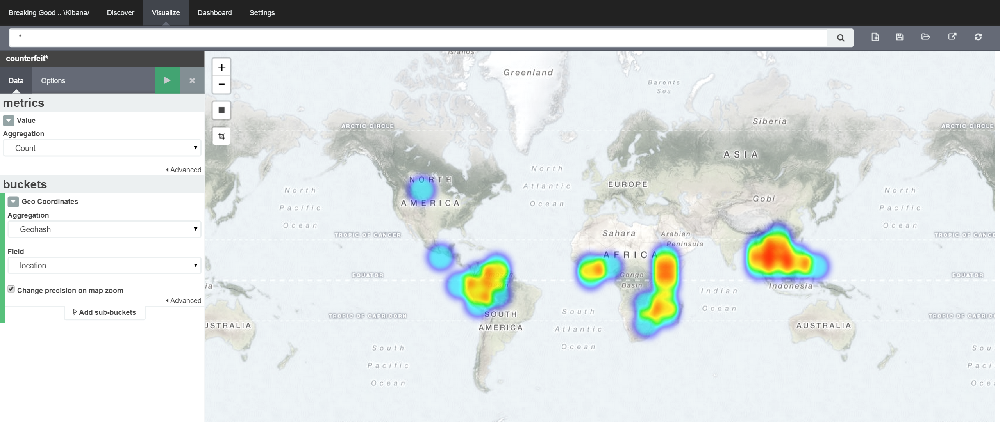 Breaking Good :: \Kibana/ Discover Visualize Dashboard Settings
*
counterfeit*
Data Options
metrics
Value
Aggregation
Count
Advanced
buckets
Geo Coordinates
Aggregation
Geohash
Field
location
Change precision on map zoom
Advanced
Add sub-buckets
Islands
Greenland
Barents
Sea
Siberia
ARCTIC CIRCLE
ARCTIC CIRCLE
ASIA
North
Atlantic
Ocean
NORTH
AMERICA
EUROPE
North
Pacific
Ocean
Gobi
North
Pacific
Ocean
TROPIC OF CANCER
Sahara
Arabian
Peninsula
TROPIC OF CANCE
AFRICA
EQUATOR
Amazon
Basin
Congo
Basin
EQUATOR
ia
Indonesia
Indian
Ocean
TROPIC OF CAPRICORN
SOUTH
AMERICA
South
Atlantic
Ocean
TROPIC OF CAPRIC
USTRALIA
AUSTRALIA
South
Pacific
Ocean
Sou
Paci
Oce